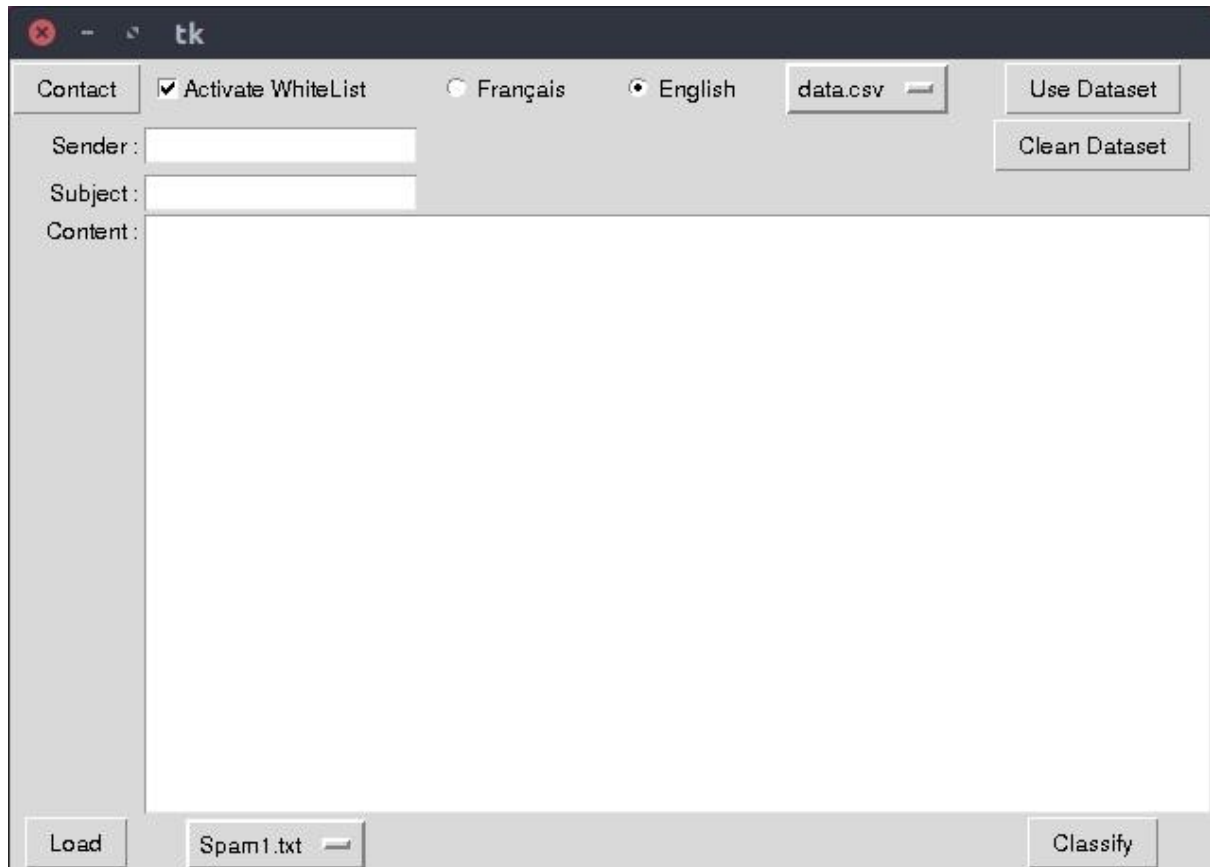 tk
Contact Activate WhiteList Français English data.csv Use Dataset
Sender : Clean Dataset
Subject :
Content :
Load Spam1.txt Classify